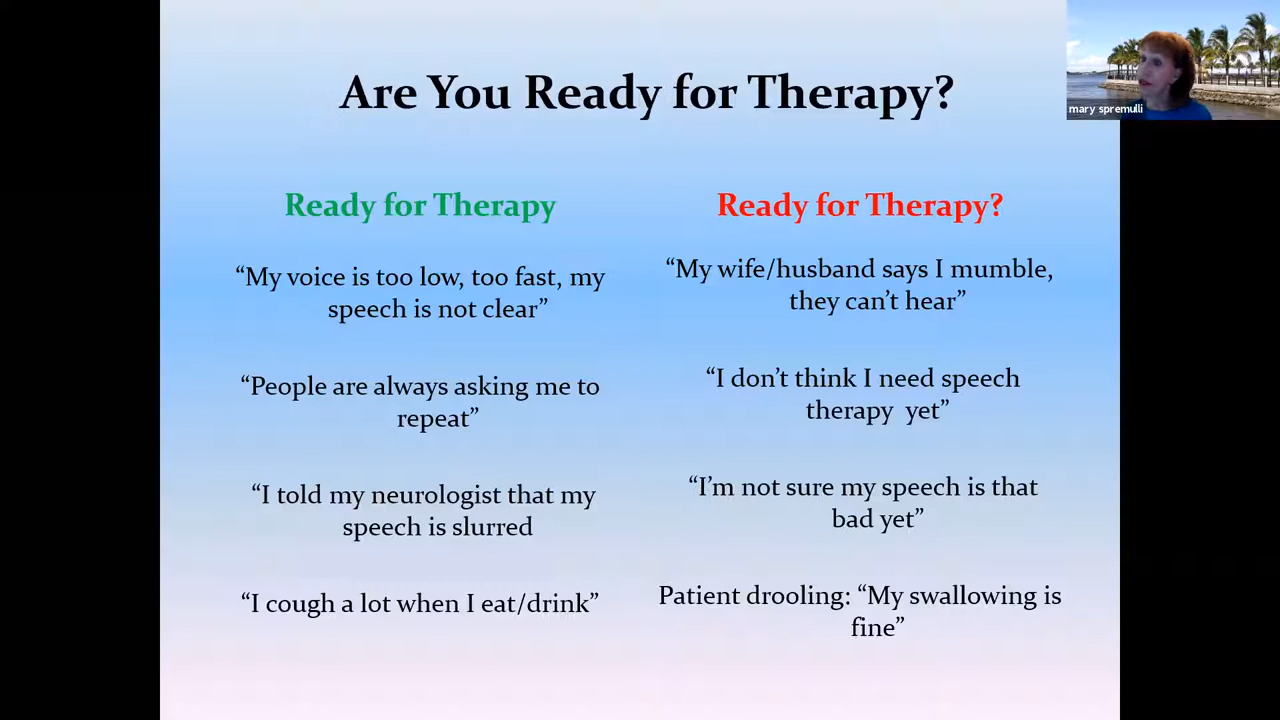 Are You Ready for Therapy?
mary spremulli
Ready for Therapy
“My voice is too low, too fast, my
speech is not clear”
“People are always asking me to
repeat”
“I told my neurologist that my
speech is slurred
“I cough a lot when I eat/drink”
Ready for Therapy?
“My wife/husband says I mumble,
they can’t hear”
“I don’t think I need speech
therapy yet”
“I’m not sure my speech is that
bad yet”
Patient drooling: “My swallowing is
fine”